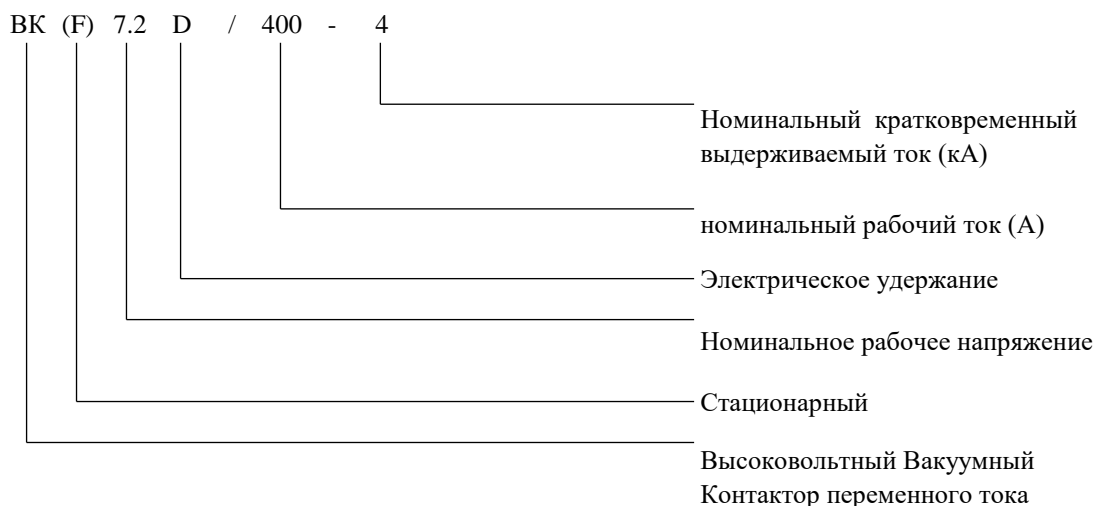 ВК (F) 7.2 D / 400 - 4
Номинальный кратковременный
выдерживаемый ток (кА)
номинальный рабочий ток (А)
Электрическое удержание
Номинальное рабочее напряжение
Стационарный
Высоковольтный Вакуумный
Контактор переменного тока